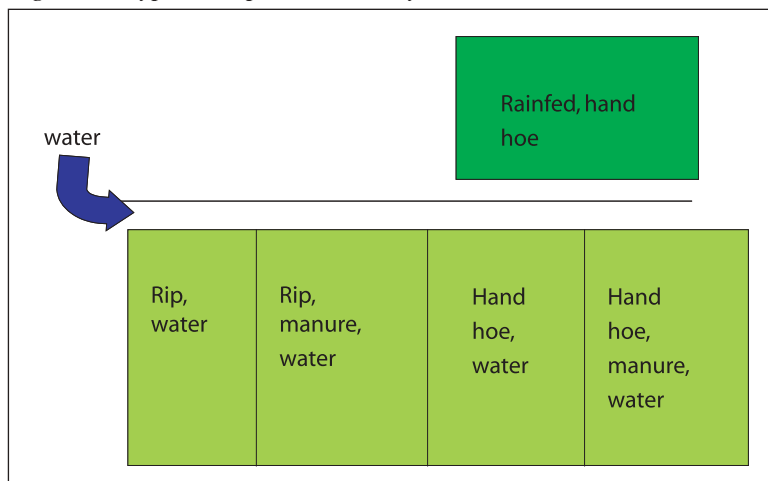 Rainfed, hand
hoe
water
Rip,
water
Rip,
manure,
water
Hand
hoe,
water
Hand
hoe,
manure,
water